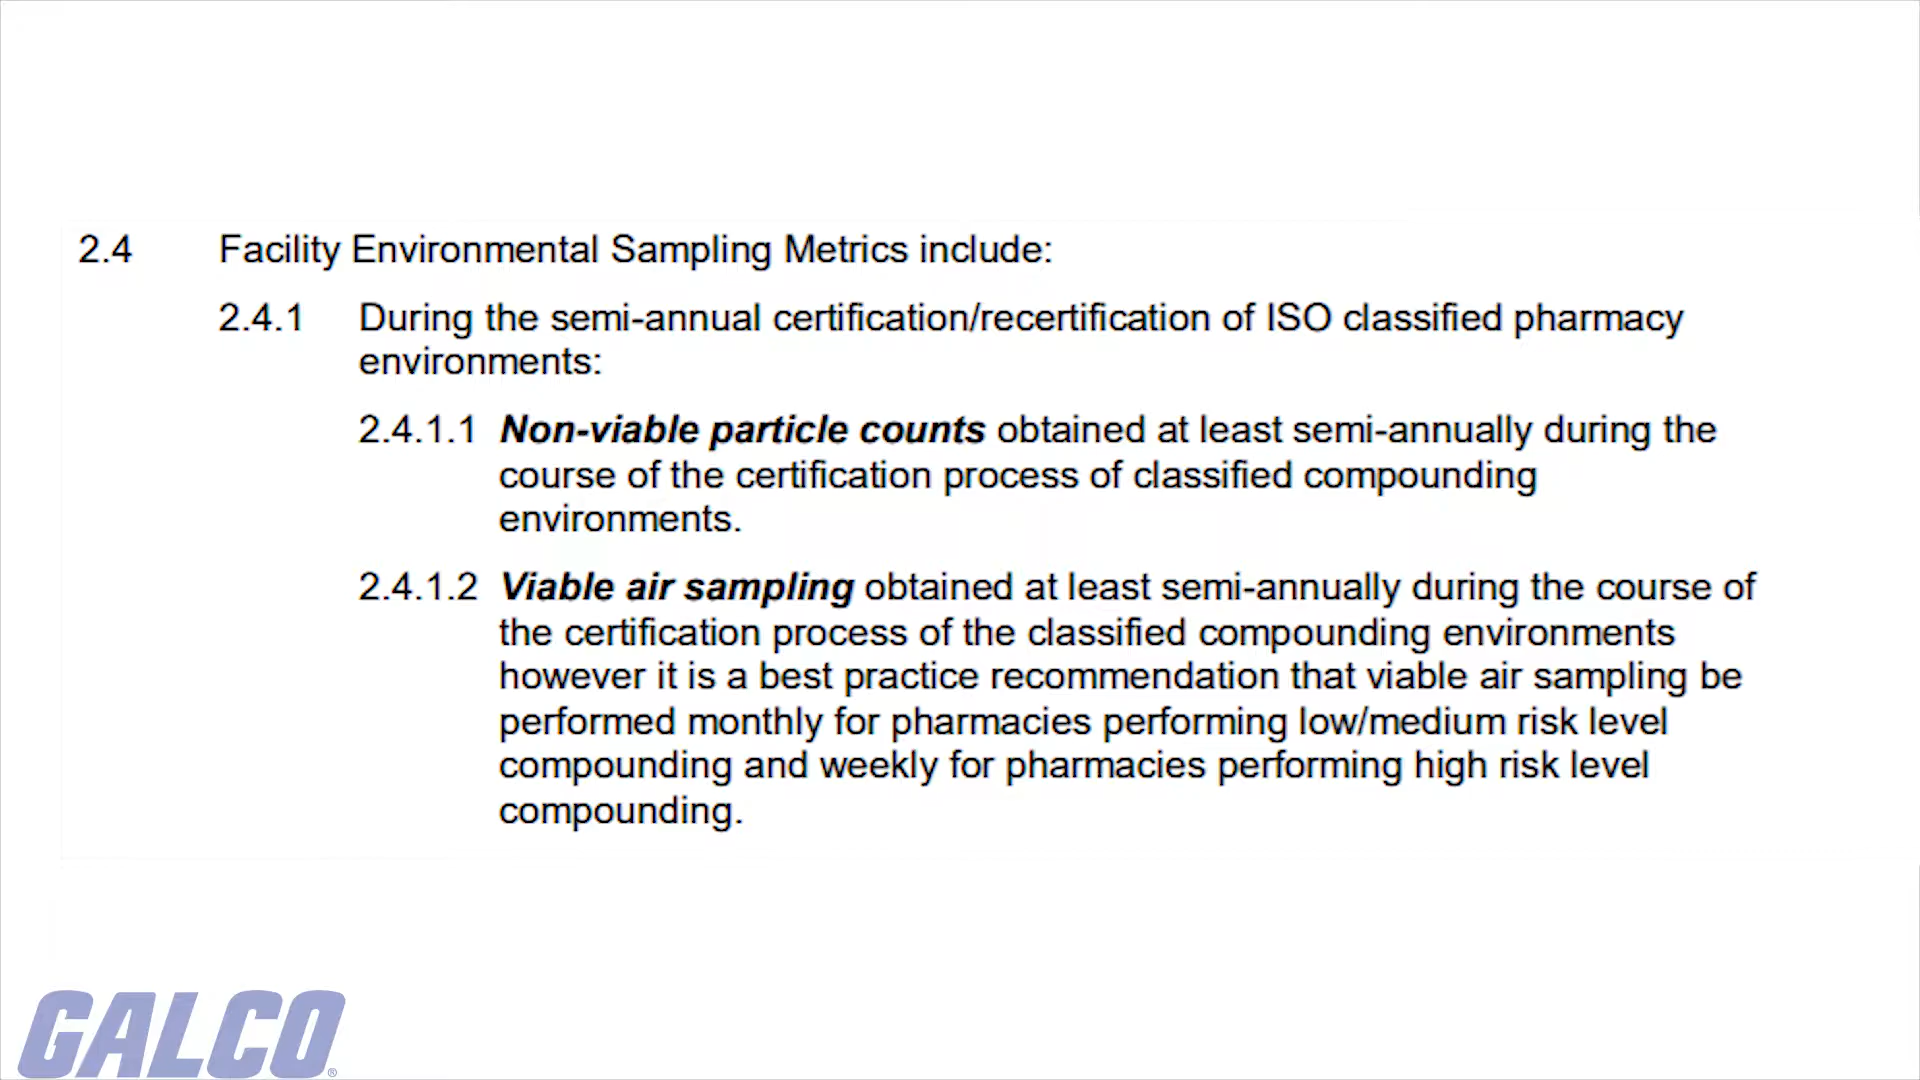 2.4 Facility Environmental Sampling Metrics include:
2.4.1 During the semi-annual certification/recertification of ISO classified pharmacy
environments:
2.4.1.1 Non-viable particle counts obtained at least semi-annually during the
course of the certification process of classified compounding
environments.
2.4.1.2 Viable air sampling obtained at least semi-annually during the course of
the certification process of the classified compounding environments
however it is a best practice recommendation that viable air sampling be
performed monthly for pharmacies performing low/medium risk level
compounding and weekly for pharmacies performing high risk level
compounding.
GALCO®